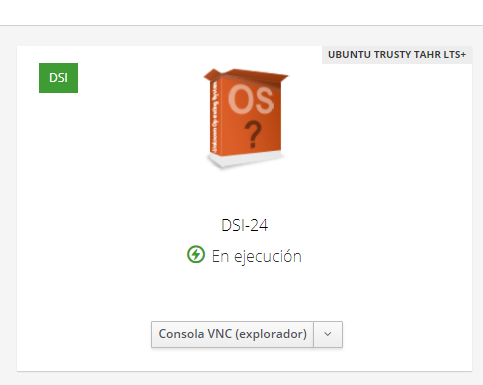 UBUNTU TRUSTY TAHR LTS+
DSI
OS
?
Unknown Operating System
DSI-24
En ejecución
Consola VNC (explorador)